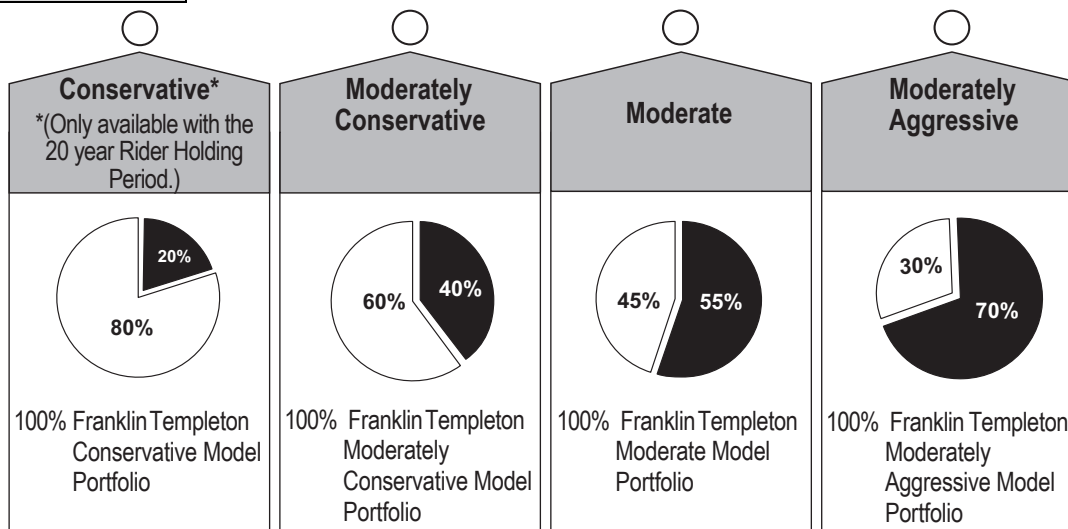 Conservative*
*(Only available with the
20 year Rider Holding
Period.)
20%
80%
100% Franklin Templeton
Conservative Model
Portfolio
Moderately
Conservative
60%
40%
100% Franklin Templeton
Moderately
Conservative Model
Portfolio
Moderate
45%
55%
100% Franklin Templeton
Moderate Model
Portfolio
Moderately
Aggressive
30%
70%
100% Franklin Templeton
Moderately
Aggressive Model
Portfolio